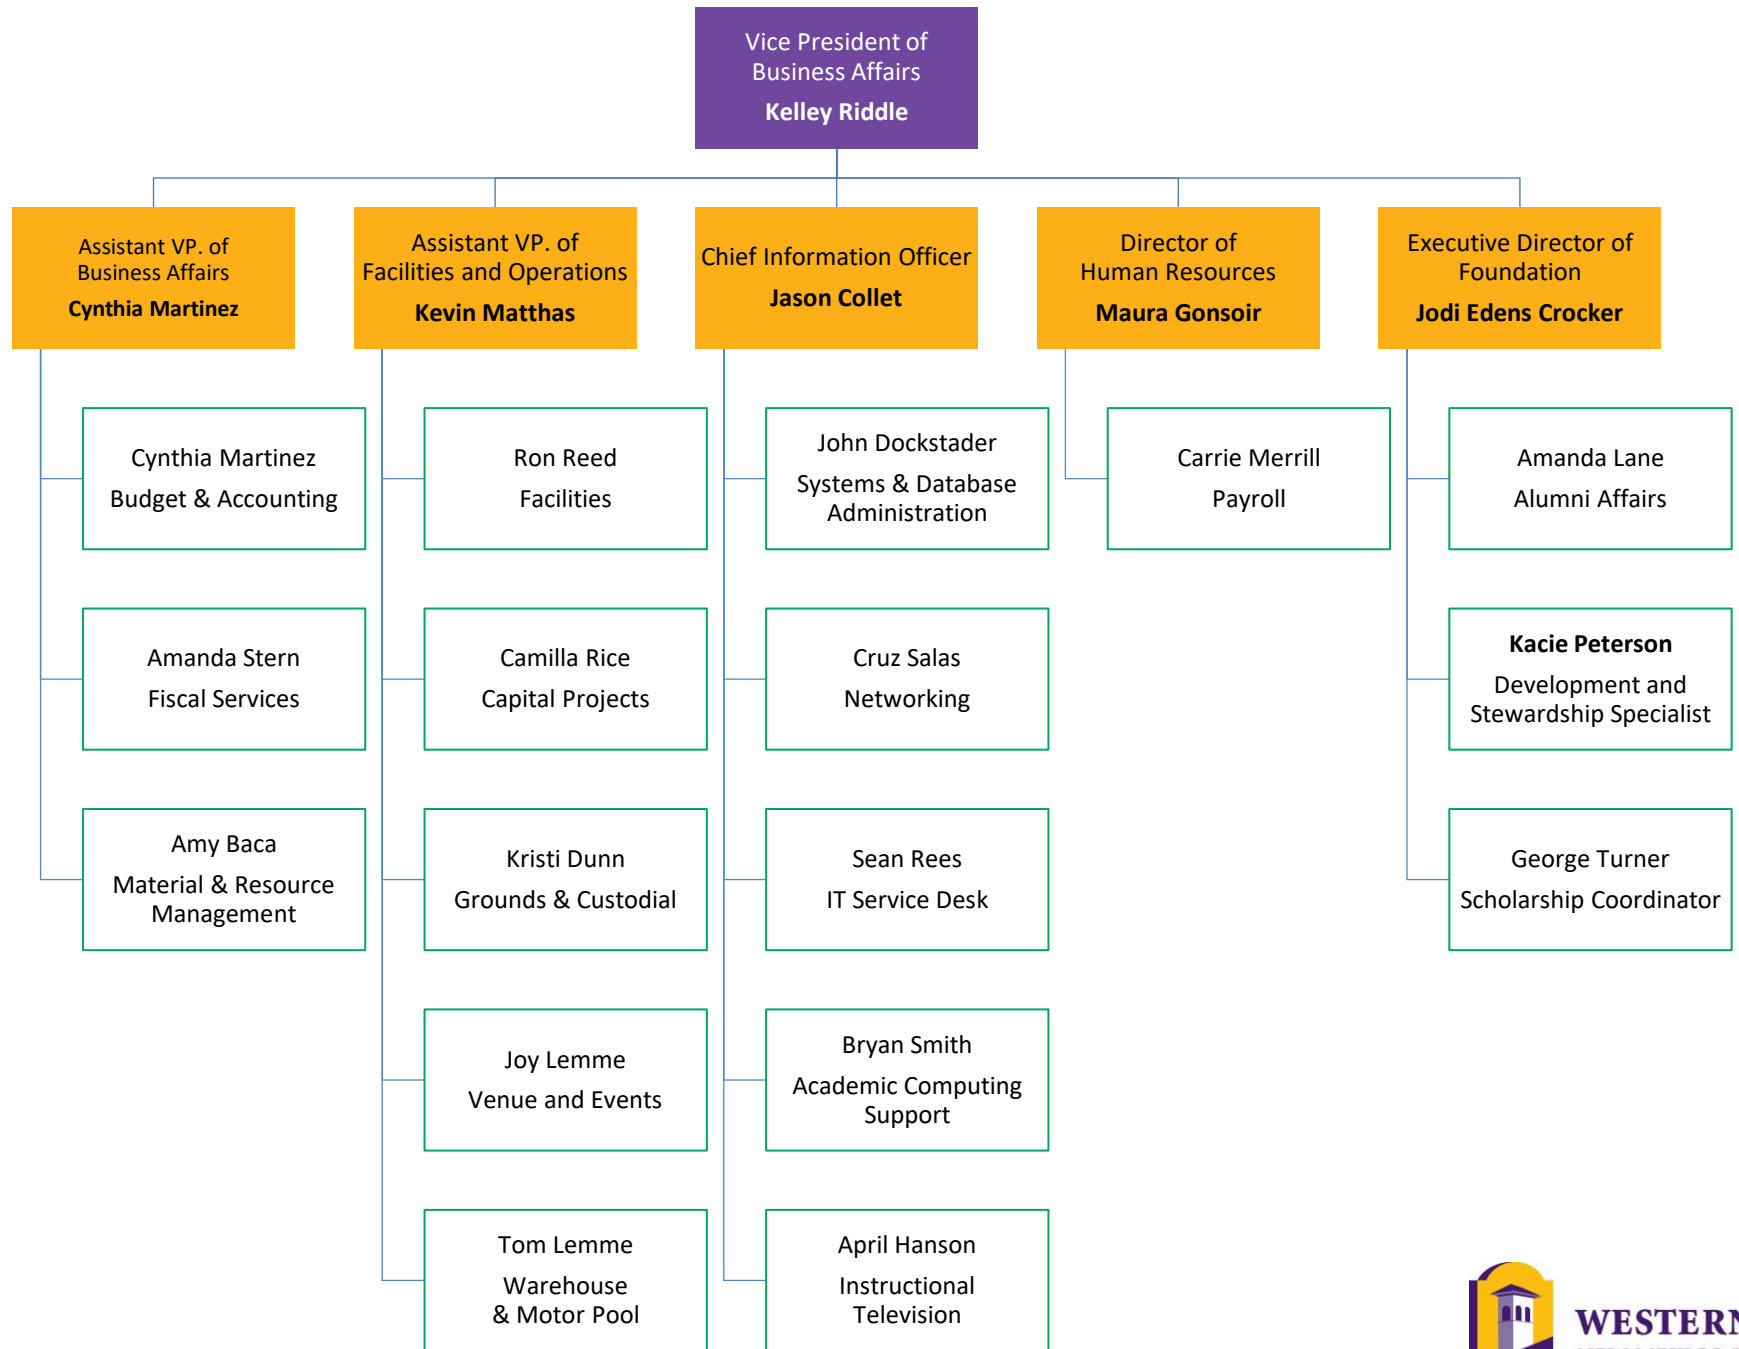 Vice President of
Business Affairs
Kelley Riddle
Assistant VP. of
Business Affairs
Cynthia Martinez
Assistant VP. of
Facilities and Operations
Kevin Matthas
Chief Information Officer
Jason Collet
Director of
Human Resources
Maura Gonsoir
Executive Director of
Foundation
Jodi Edens Crocker
Cynthia Martinez
Budget & Accounting
Ron Reed
Facilities
John Dockstader
Systems & Database
Administration
Carrie Merrill
Payroll
Amanda Lane
Alumni Affairs
Amanda Stern
Fiscal Services
Camilla Rice
Capital Projects
Cruz Salas
Networking
Kacie Peterson
Development and
Stewardship Specialist
Amy Baca
Material & Resource
Management
Kristi Dunn
Grounds & Custodial
Sean Rees
IT Service Desk
George Turner
Scholarship Coordinator
Joy Lemme
Venue and Events
Bryan Smith
Academic Computing
Support
Tom Lemme
Warehouse
& Motor Pool
April Hanson
Instructional
Television
WESTERN